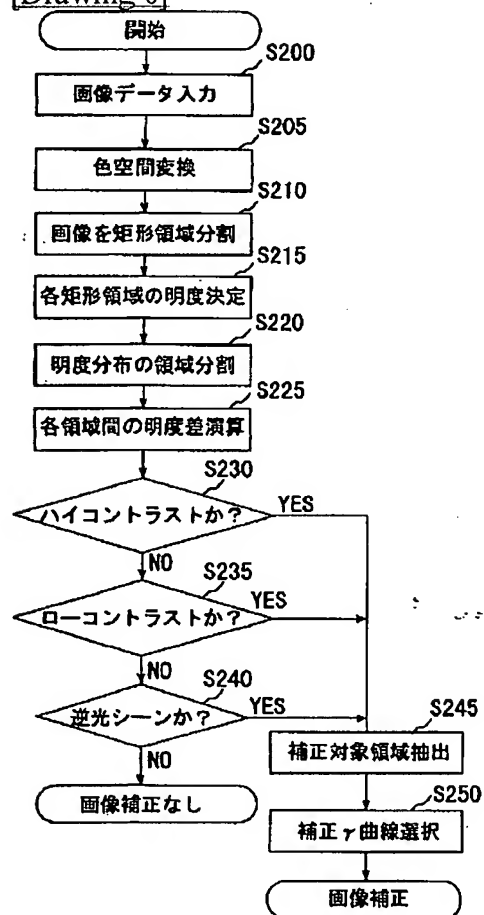 [Drawing 6]
開始
S200
画像データ入力
S205
色空間変換
S210
画像を矩形領域分割
S215
各矩形領域の明度決定
S220
明度分布の領域分割
S225
各領域間の明度差演算
S230
ハイコントラストか?
YES
NO
S235
ローコントラストか?
YES
NO
S240
逆光シーンか?
YES
NO
画像補正なし
S245
補正対象領域抽出
S250
補正γ曲線選択
画像補正